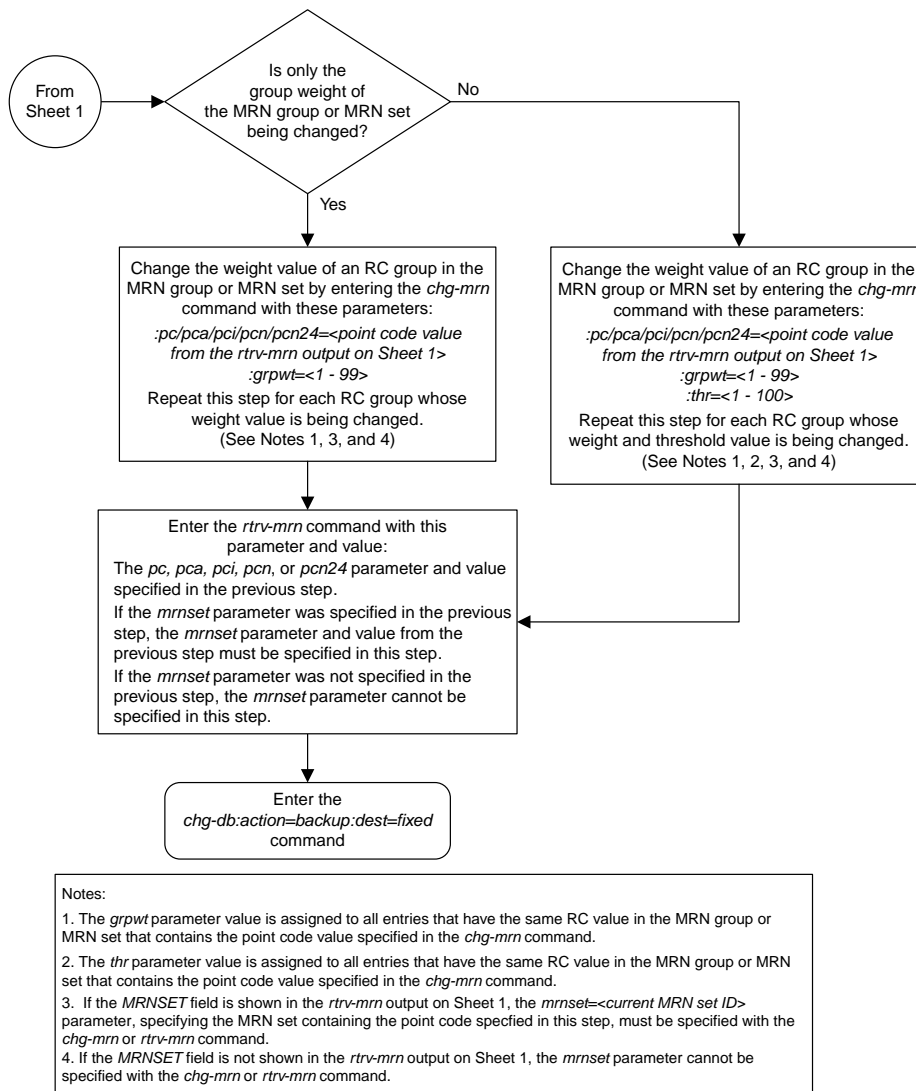 From
Sheet 1
Is only the
group weight of
the MRN group or MRN set
being changed?
No
Yes
Change the weight value of an RC group in the
MRN group or MRN set by entering the chg-mrn
command with these parameters:
:pc/pca/pci/pcn/pcn24=<point code value
from the rtrv-mrn output on Sheet 1>
:grpwt=<1 - 99>
Repeat this step for each RC group whose
weight value is being changed.
(See Notes 1, 3, and 4)
Change the weight value of an RC group in the
MRN group or MRN set by entering the chg-mrn
command with these parameters:
:pc/pca/pci/pcn/pcn24=<point code value
from the rtrv-mrn output on Sheet 1>
:grpwt=<1 - 99>
:thr=<1 - 100>
Repeat this step for each RC group whose
weight and threshold value is being changed.
(See Notes 1, 2, 3, and 4)
Enter the rtrv-mrn command with this
parameter and value:
The pc, pca, pci, pcn, or pcn24 parameter and value
specified in the previous step.
If the mrnset parameter was specified in the previous
step, the mrnset parameter and value from the
previous step must be specified in this step.
If the mrnset parameter was not specified in the
previous step, the mrnset parameter cannot be
specified in this step.
Enter the
chg-db:action=backup:dest=fixed
command
Notes:
1. The grpwt parameter value is assigned to all entries that have the same RC value in the MRN group or
MRN set that contains the point code value specified in the chg-mrn command.
2. The thr parameter value is assigned to all entries that have the same RC value in the MRN group or MRN
set that contains the point code value specified in the chg-mrn command.
3. If the MRNSET field is shown in the rtrv-mrn output on Sheet 1, the mrnset=<current MRN set ID>
parameter, specifying the MRN set containing the point code specfied in this step, must be specified with the
chg-mrn or rtrv-mrn command.
4. If the MRNSET field is not shown in the rtrv-mrn output on Sheet 1, the mrnset parameter cannot be
specified with the chg-mrn or rtrv-mrn command.